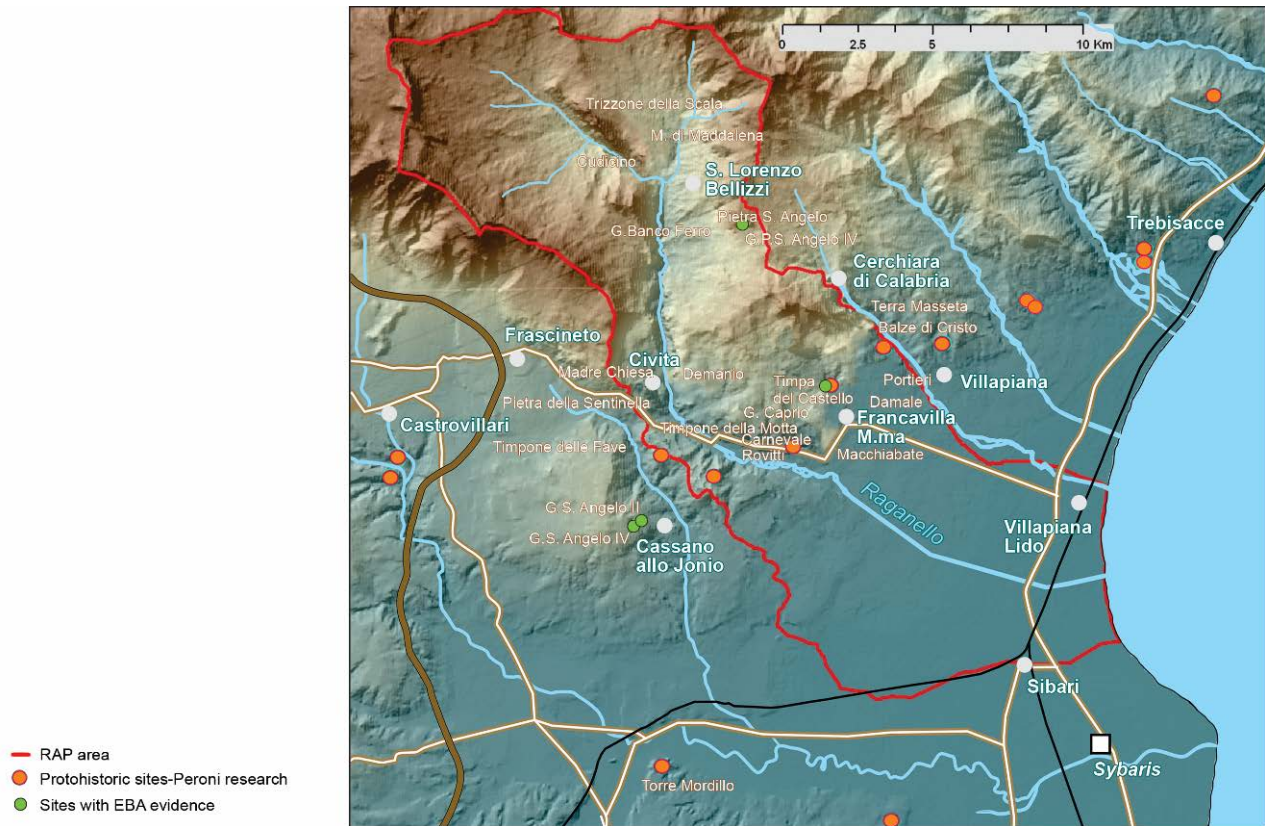 0
2.5
5
10 Km
Trizzone della Scala
M. di Maddalena
Cudicino
S. Lorenzo
Bellizzi
Pietra S. Angelo
G.Banco Ferro
G.P.S. Angelo IV
Trebisacce
Cerchiara
di Calabria
Terra Masseta
Balze di Cristo
Frascineto
Civita
Madre Chiesa
Demanio
Timpa
del Castello
Portieri
Villapiana
Pietra della Sentinella
G. Caprio
Damale
Castrovillari
Francavilla
M.ma
Timpone della Motta
Timpone delle Fave
Carnevale
Rovitti
Macchiabate
Raganello
G S. Angelo II
G.S. Angelo IV
Cassano
allo Jonio
Villapiana
Lido
Sibari
Sybaris
Torre Mordillo
RAP area
Protohistoric sites-Peroni research
Sites with EBA evidence